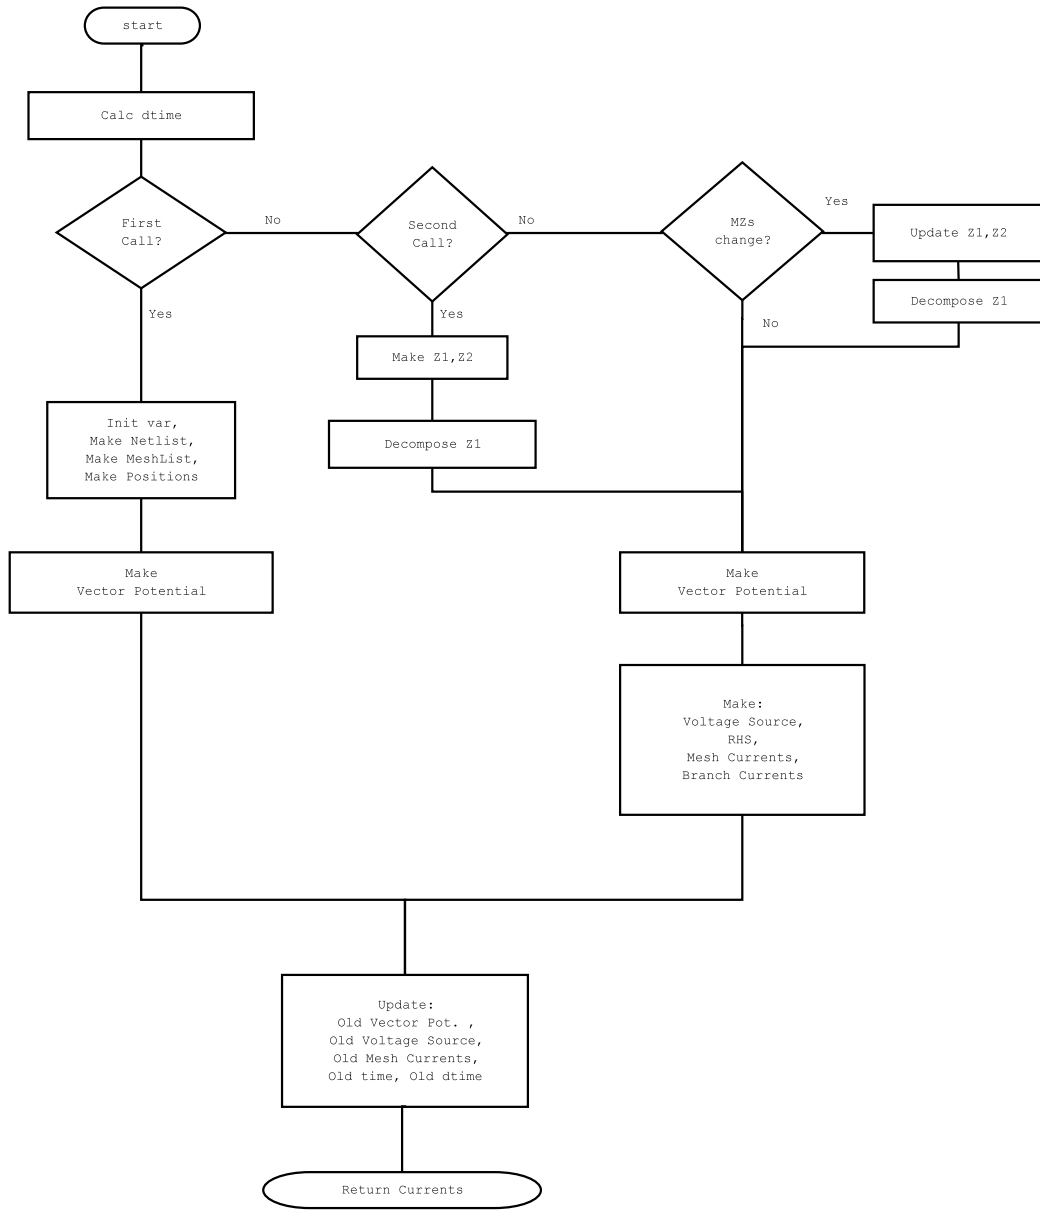 start
Calc dtime
First
Call?
No
Second
Call?
No
MZs
change?
Yes
Update Z1,Z2
Decompose Z1
No
Yes
Yes
Make Z1,Z2
Decompose Z1
Init var,
Make Netlist,
Make MeshList,
Make Positions
Make
Vector Potential
Make
Vector Potential
Make:
Voltage Source,
RHS,
Mesh Currents,
Branch Currents
Update:
Old Vector Pot. ,
Old Voltage Source,
Old Mesh Currents,
Old time, Old dtime
Return Currents